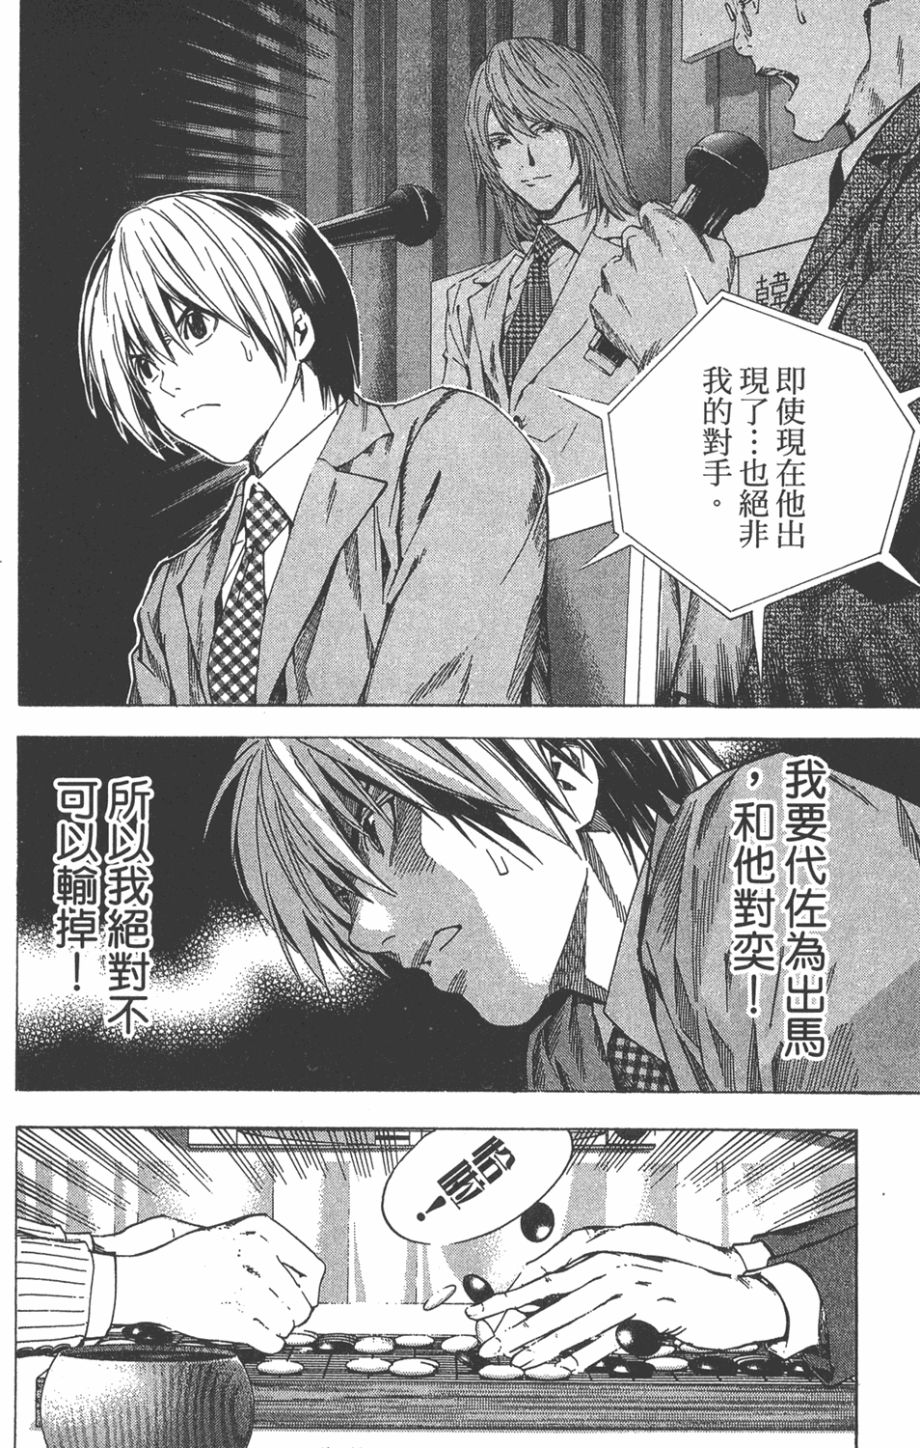 韓
即使現在他出
現了…也絕非
我的對手。
我要代佐為出馬
，和他對奕！
所以我絕對不
可以輸掉！